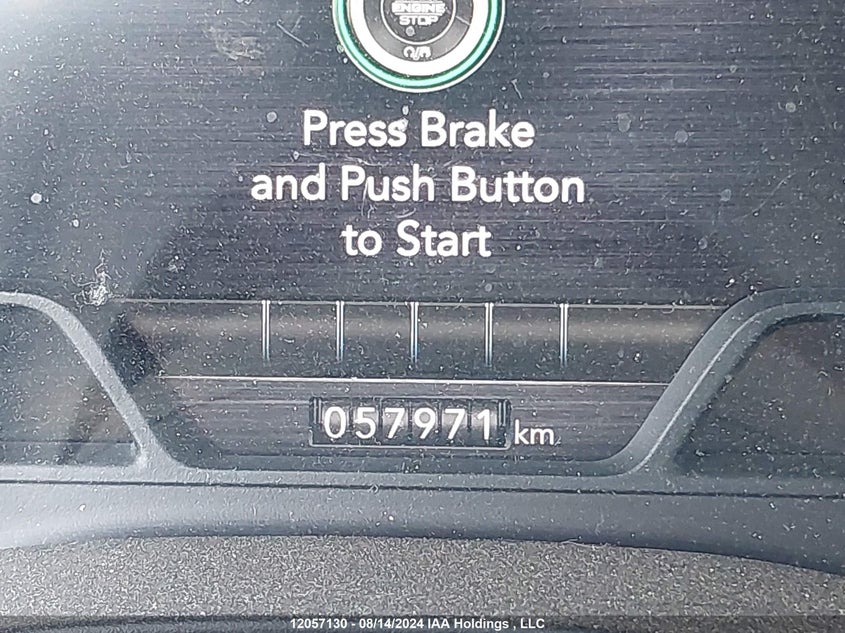 ENGINE
STOP
Press Brake
and Push Button
to Start
057971 km
12057130 - 08/14/2024 IAA Holdings , LLC